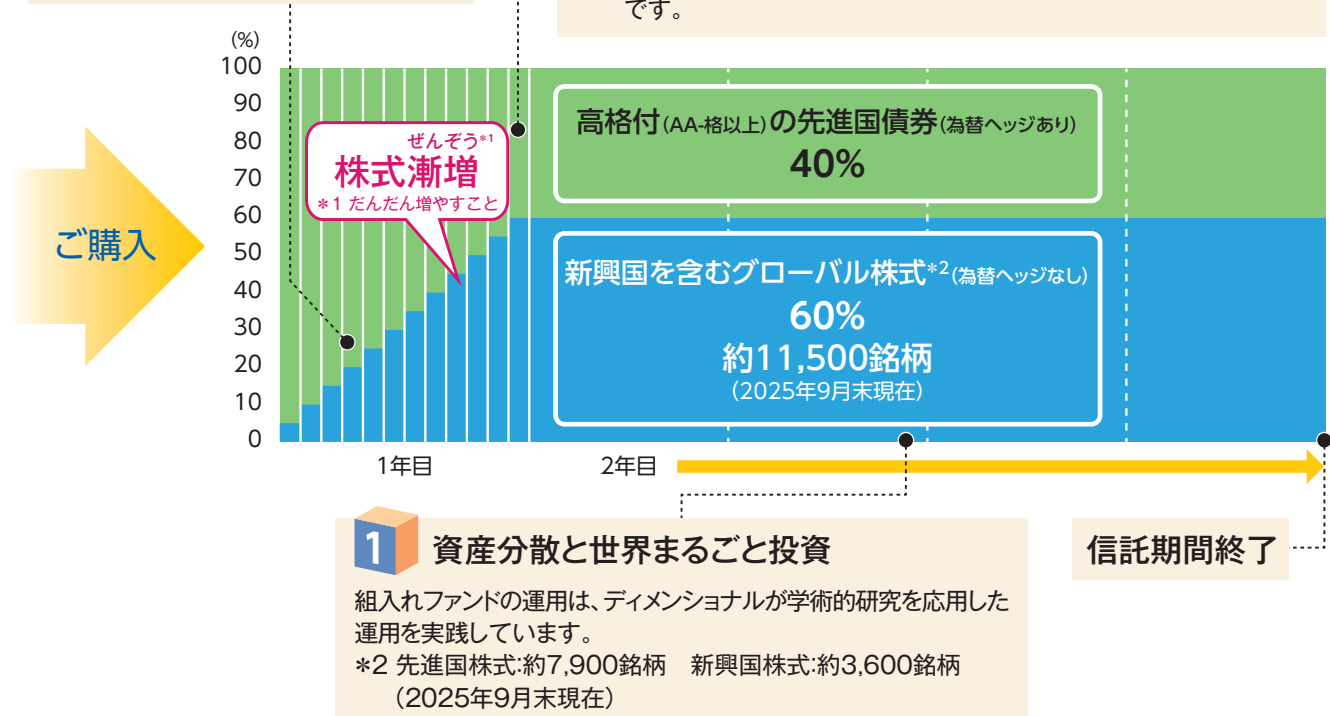 です。
(%)
100
90
80
70
60
50
40
30
20
10
0
ご購入
ぜんぞう*1
株式漸増
*1 だんだん増やすこと
高格付(AA-格以上)の先進国債券(為替ヘッジあり)
40%
新興国を含むグローバル株式*2(為替ヘッジなし)
60%
約11,500銘柄
(2025年9月末現在)
1年目
2年目
1 資産分散と世界まるごと投資
組入れファンドの運用は、ディメンショナルが学術的研究を応用した
運用を実践しています。
*2 先進国株式:約7,900銘柄 新興国株式:約3,600銘柄
(2025年9月末現在)
信託期間終了